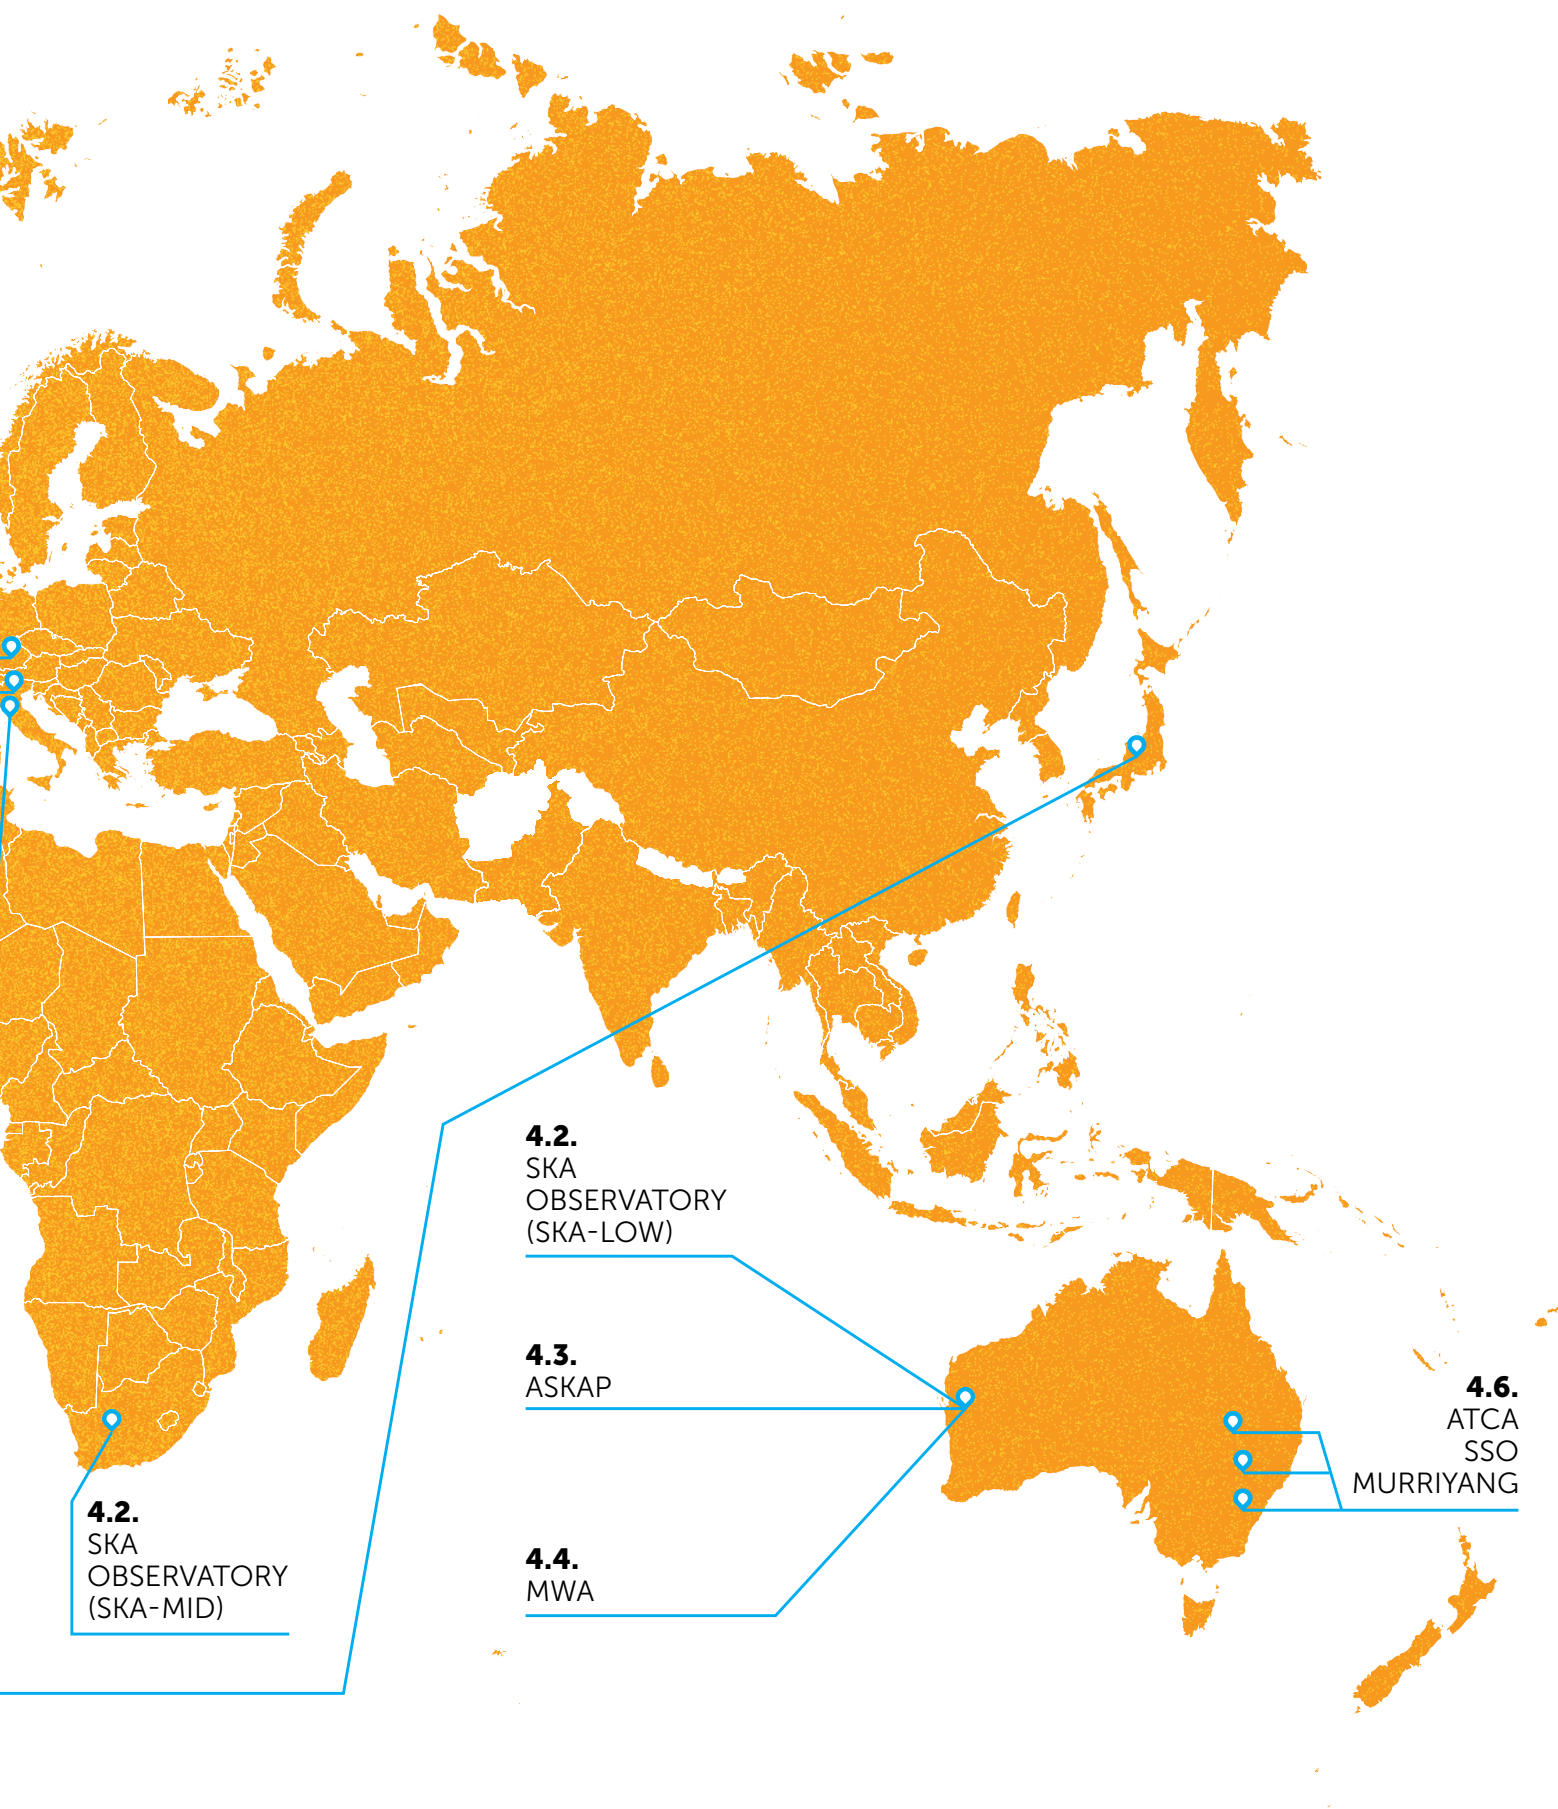 4.2.
SKA
OBSERVATORY
(SKA-LOW)
4.3.
ASKAP
4.6.
ATCA
SSO
MURRIYANG
4.2.
SKA
OBSERVATORY
(SKA-MID)
4.4.
MWA